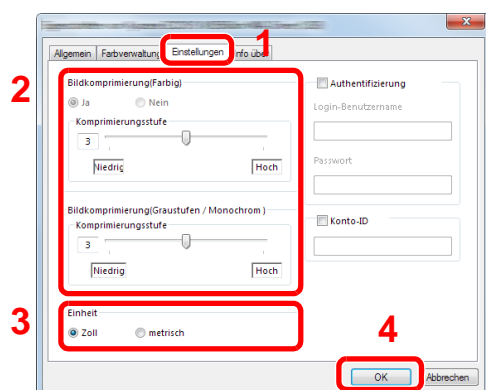 1
Allgemein Farbverwaltung Einstellungen nfo über
2
Bildkomprimierung(Farbig)
Ja Nein
Komprimierungsstufe
3
Niedrig Hoch
Bildkomprimierung(Graustufen / Monochrom )
Komprimierungsstufe
3
Niedrig Hoch
Authentifizierung
Login-Benutzername
Passwort
Konto-ID
3
Einheit
Zoll metrisch
4
OK Abbrechen